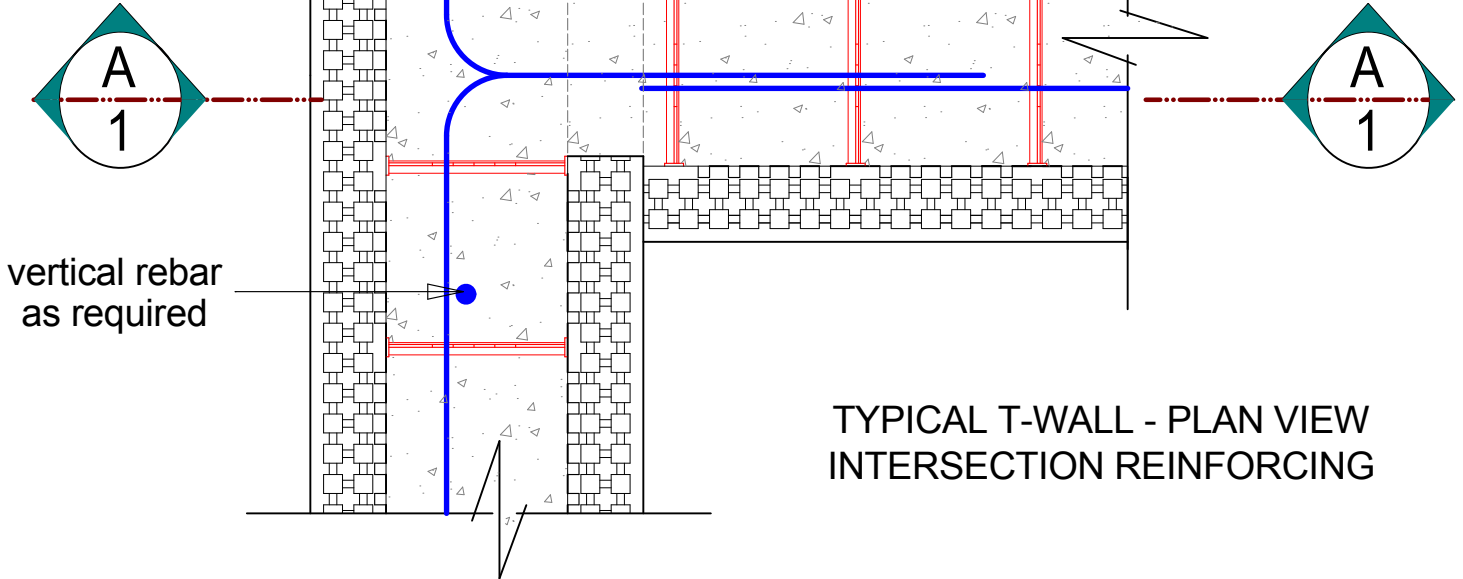 A
1
A
1
vertical rebar
as required
TYPICAL T-WALL - PLAN VIEW
INTERSECTION REINFORCING